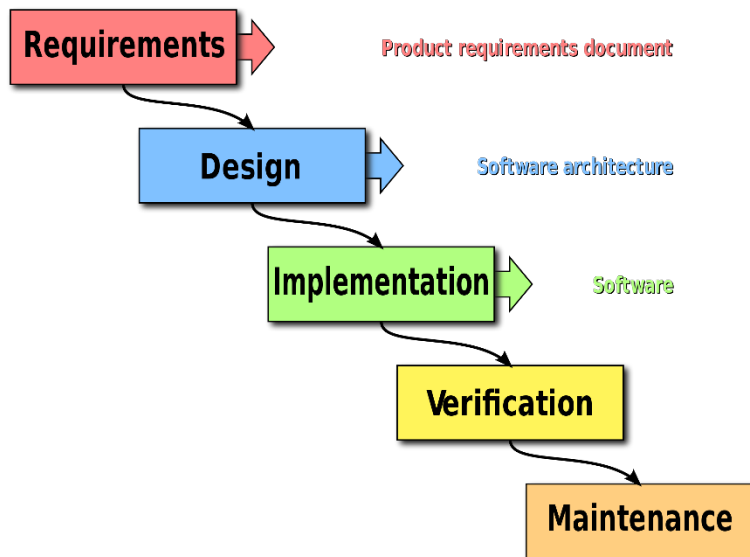 Requirements
Product requirements document
Design
Software architecture
Implementation
Software
Verification
Maintenance